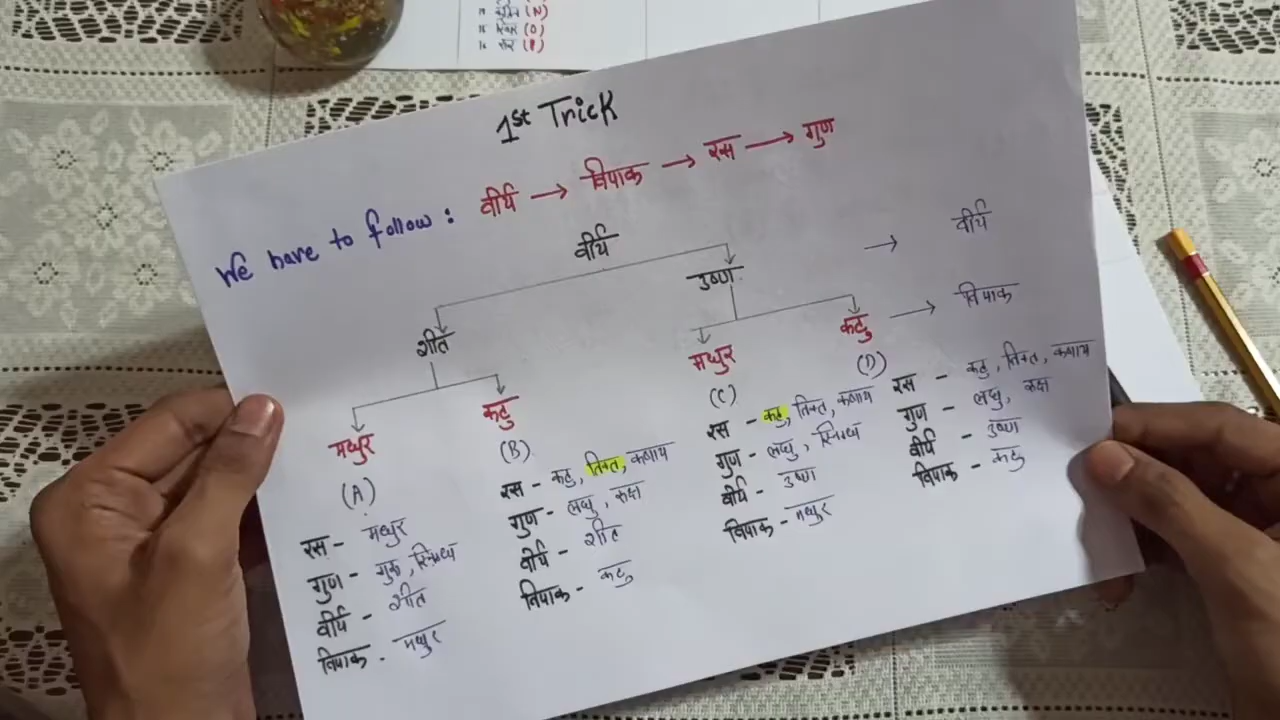 (N)
(O)
1st Trick
We have to follow: वीर्य → विपाक → रस → गुण
वीर्य
शीत
उष्ण
→ वीर्य
मधुर
कटु
मधुर
कटु
→ विपाक
(A)
रस - मधुर
गुण - गुरु, स्निग्ध
वीर्य - शीत
विपाक - मधुर
(B)
रस - कटु, तिक्त, कषाय
गुण - लघु, रूक्ष
वीर्य - शीत
विपाक - कटु
(C)
रस - कटु, तिक्त, कषाय
गुण - लघु, स्निग्ध
वीर्य - उष्ण
विपाक - मधुर
(D)
रस - कटु, तिक्त, कषाय
गुण - लघु, रूक्ष
वीर्य - उष्ण
विपाक - कटु